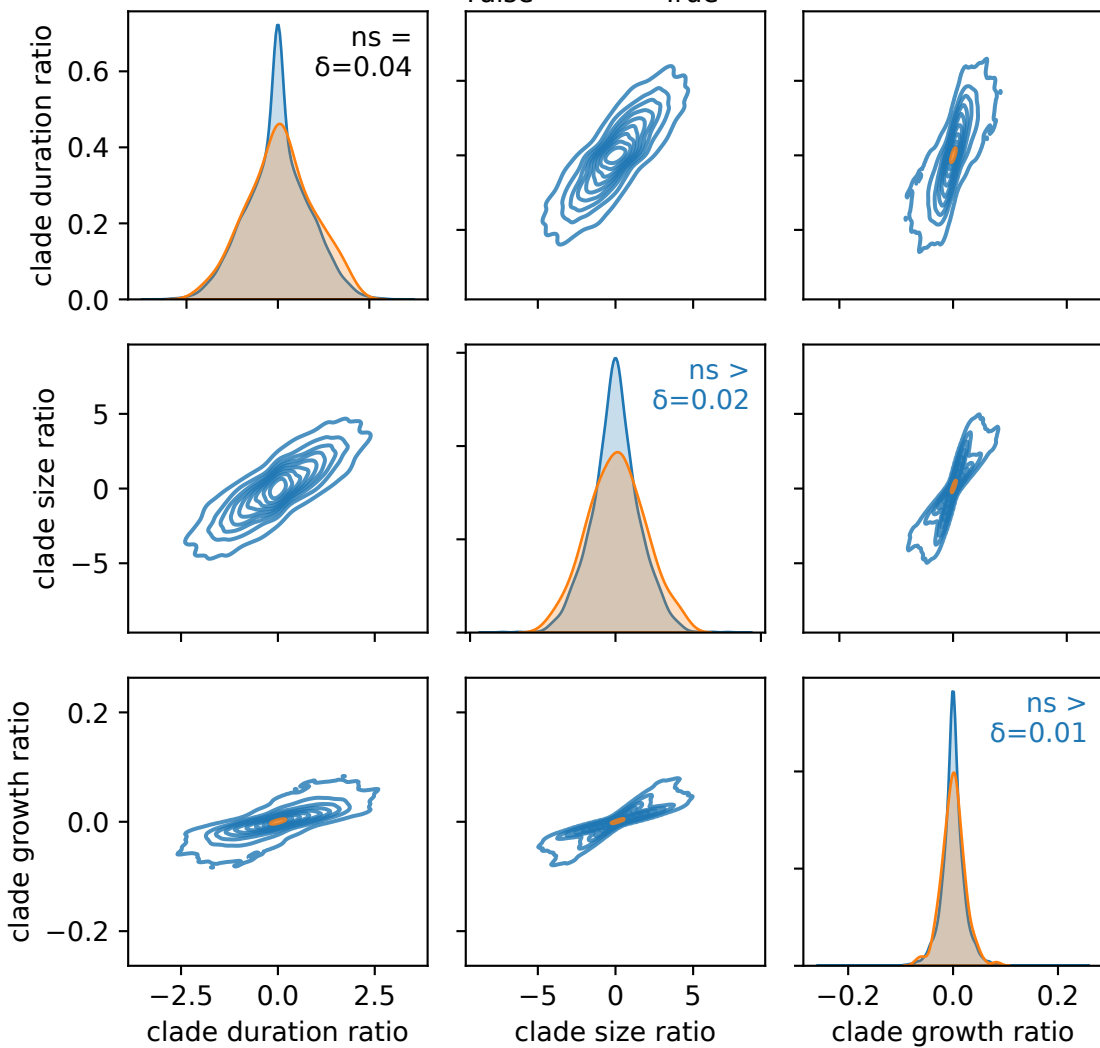 ns =
δ=0.04
clade duration ratio
0.6
0.4
0.2
0.0
ns >
δ=0.02
clade size ratio
5
0
−5
ns >
δ=0.01
clade growth ratio
0.2
0.0
−0.2
−2.5 0.0 2.5
−5 0 5
−0.2 0.0 0.2
clade duration ratio
clade size ratio
clade growth ratio